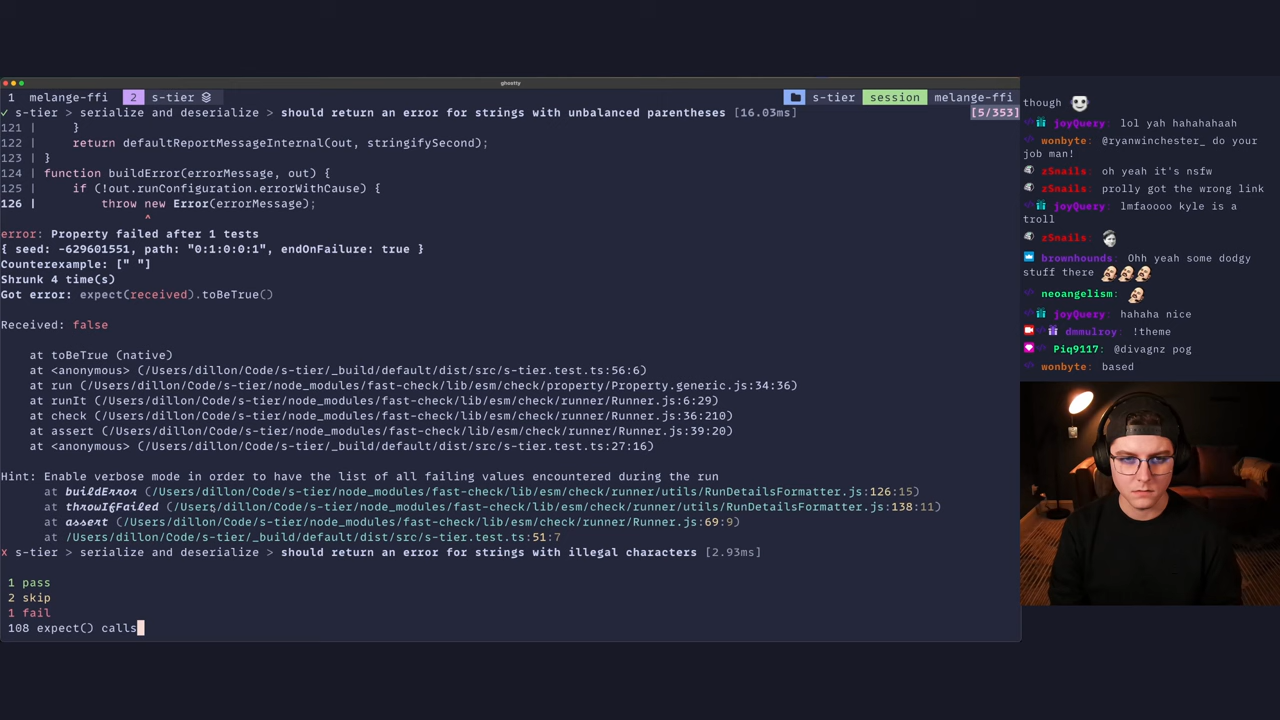 ghostty
1 melange-ffi 2 s-tier s-tier session melange-ffi
✓ s-tier > serialize and deserialize > should return an error for strings with unbalanced parentheses [16.03ms] [5/353]
121 | }
122 | return defaultReportMessageInternal(out, stringifySecond);
123 | }
124 | function buildError(errorMessage, out) {
125 | if (!out.runConfiguration.errorWithCause) {
126 | throw new Error(errorMessage);
^
error: Property failed after 1 tests
{ seed: -629601551, path: "0:1:0:0:1", endOnFailure: true }
Counterexample: [" "]
Shrunk 4 time(s)
Got error: expect(received).toBeTrue()
Received: false
at toBeTrue (native)
at <anonymous> (/Users/dillon/Code/s-tier/_build/default/dist/src/s-tier.test.ts:56:6)
at run (/Users/dillon/Code/s-tier/node_modules/fast-check/lib/esm/check/property/Property.generic.js:34:36)
at runIt (/Users/dillon/Code/s-tier/node_modules/fast-check/lib/esm/check/runner/Runner.js:6:29)
at check (/Users/dillon/Code/s-tier/node_modules/fast-check/lib/esm/check/runner/Runner.js:36:210)
at assert (/Users/dillon/Code/s-tier/node_modules/fast-check/lib/esm/check/runner/Runner.js:39:20)
at <anonymous> (/Users/dillon/Code/s-tier/_build/default/dist/src/s-tier.test.ts:27:16)
Hint: Enable verbose mode in order to have the list of all failing values encountered during the run
at buildError (/Users/dillon/Code/s-tier/node_modules/fast-check/lib/esm/check/runner/utils/RunDetailsFormatter.js:126:15)
at throwIfFailed (/Users/dillon/Code/s-tier/node_modules/fast-check/lib/esm/check/runner/utils/RunDetailsFormatter.js:138:11)
at assert (/Users/dillon/Code/s-tier/node_modules/fast-check/lib/esm/check/runner/Runner.js:69:9)
at /Users/dillon/Code/s-tier/_build/default/dist/src/s-tier.test.ts:51:7
x s-tier > serialize and deserialize > should return an error for strings with illegal characters [2.93ms]
1 pass
2 skip
1 fail
108 expect() calls
though
joyQuery: lol yah hahahahaah
wonbyte: @ryanwinchester_ do your
job man!
zSnails: oh yeah it's nsfw
zSnails: prolly got the wrong link
joyQuery: lmfaoooo kyle is a
troll
zSnails:
brownhounds: Ohh yeah some dodgy
stuff there
neoangelism:
joyQuery: hahaha nice
dmmulroy: !theme
Piq9117: @divagnz pog
wonbyte: based